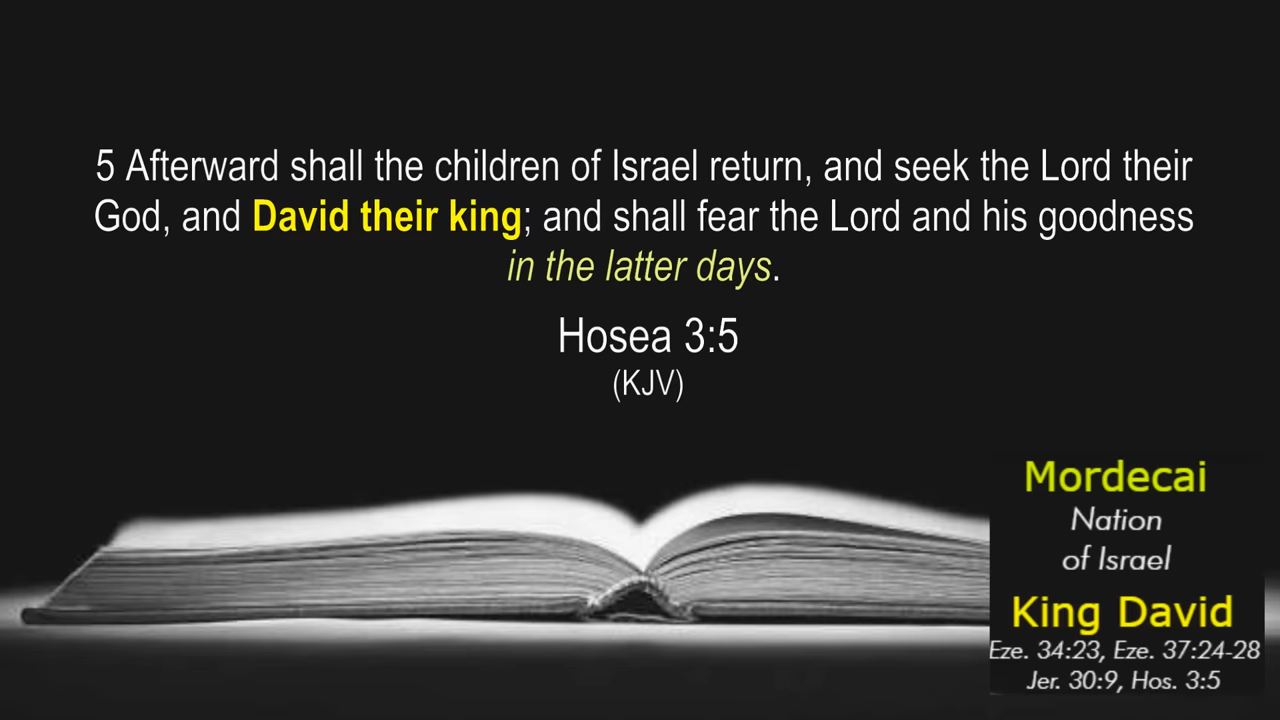 5 Afterward shall the children of Israel return, and seek the Lord their
God, and David their king; and shall fear the Lord and his goodness
in the latter days.
Hosea 3:5
(KJV)
Mordecai
Nation
of Israel
King David
Eze. 34:23, Eze. 37:24-28
Jer. 30:9, Hos. 3:5